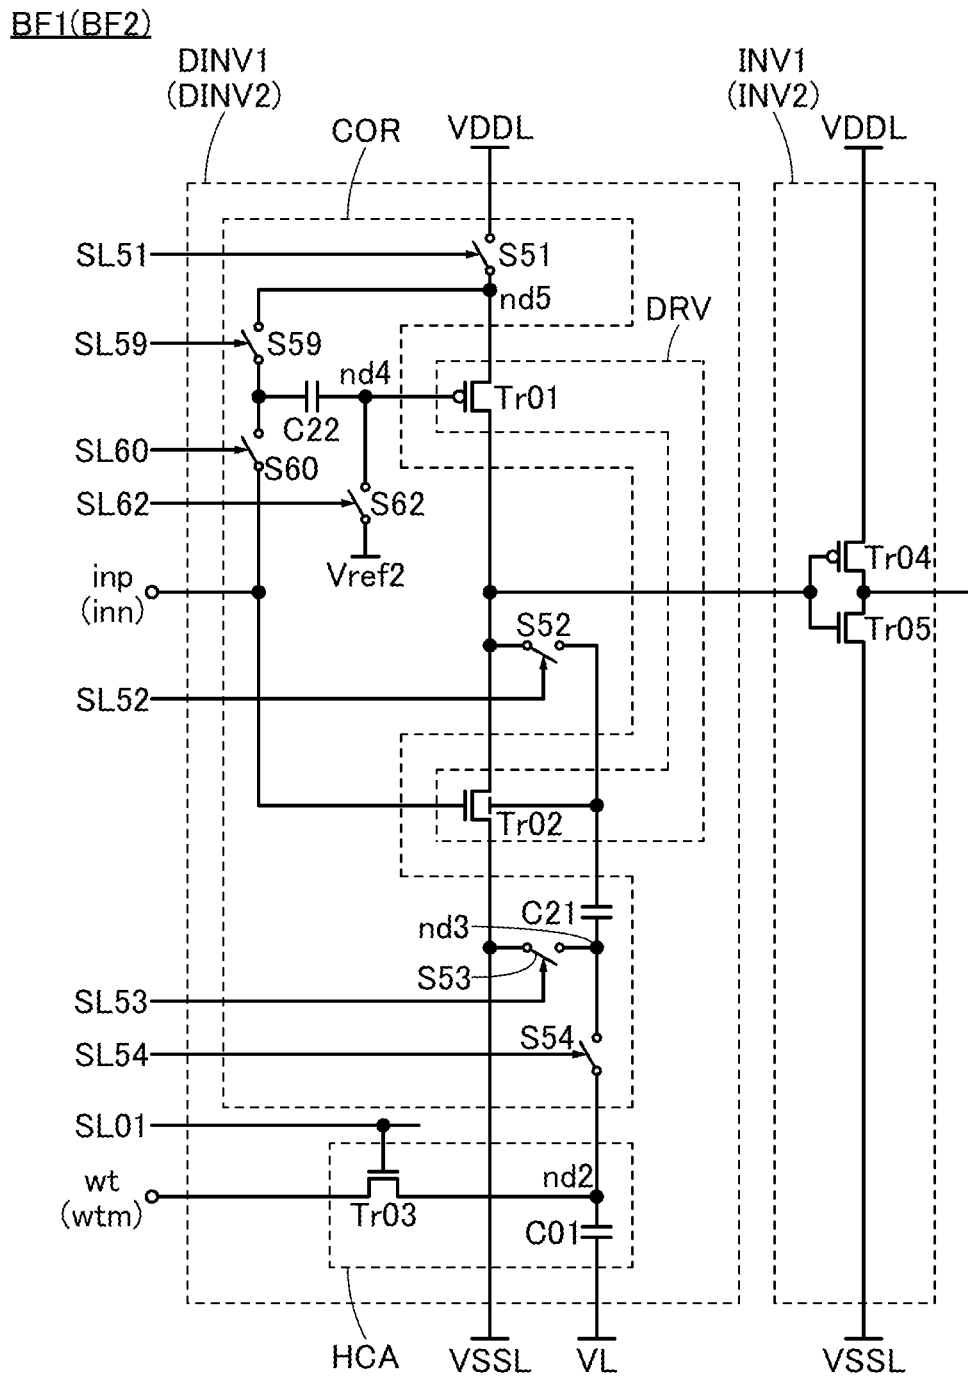 BF1(BF2)
DINV1
(DINV2)
INV1
(INV2)
COR
VDDL
VDDL
SL51
S51
nd5
DRV
SL59
S59
nd4
Tr01
C22
SL60
S60
SL62
S62
Vref2
Tr04
inp
(inn)
S52
Tr05
SL52
Tr02
C21
nd3
S53
SL53
S54
SL54
SL01
wt
(wtm)
nd2
Tr03
C01
HCA
VSSL
VL
VSSL